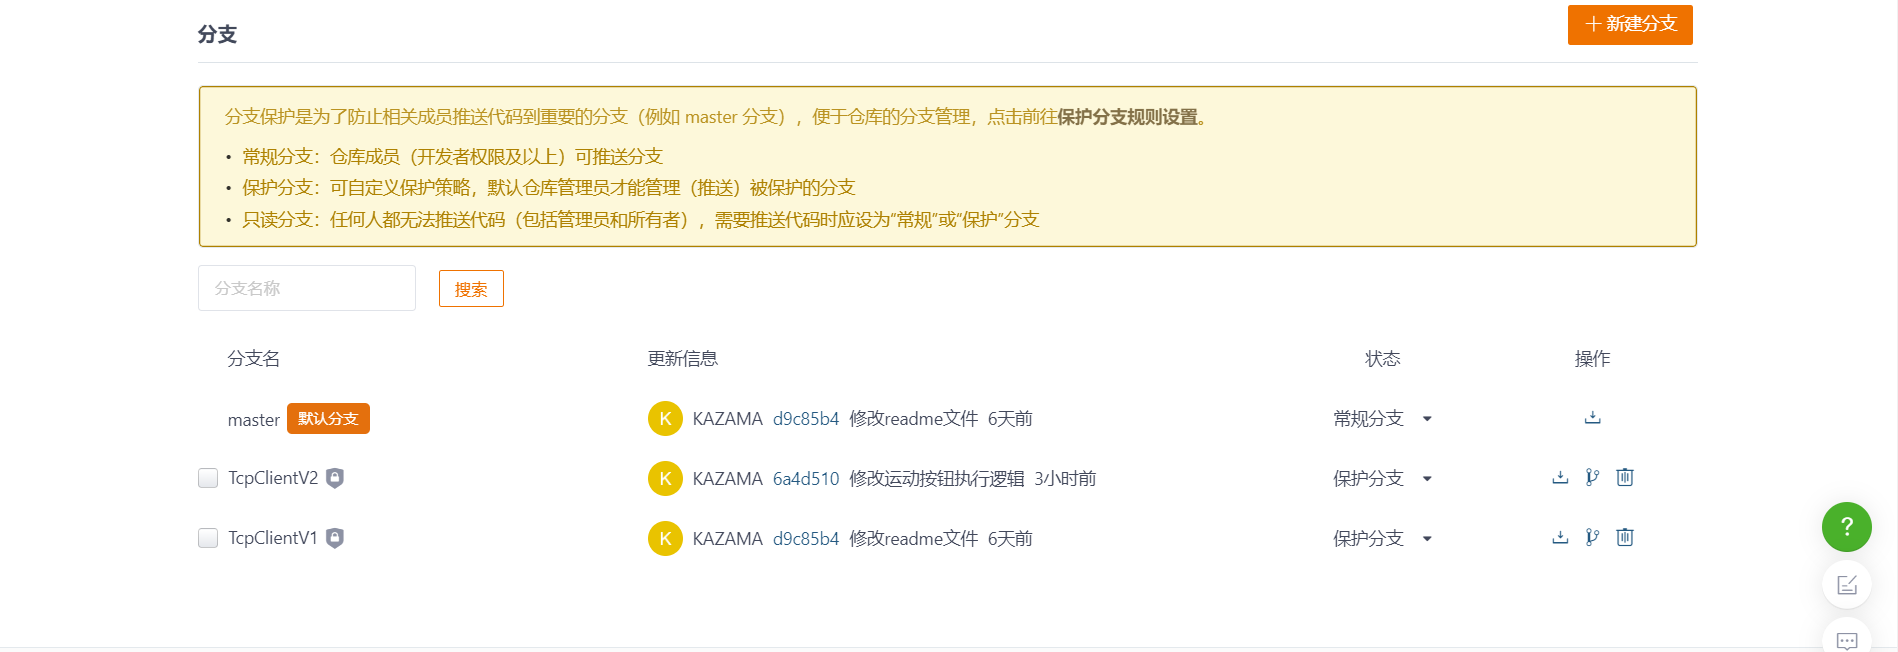 分支
新建分支
分支保护是为了防止相关成员推送代码到重要的分支（例如 master 分支），便于仓库的分支管理，点击前往保护分支规则设置。
• 常规分支：仓库成员（开发者权限及以上）可推送分支
• 保护分支：可自定义保护策略，默认仓库管理员才能管理（推送）被保护的分支
• 只读分支：任何人都无法推送代码（包括管理员和所有者），需要推送代码时应设为"常规"或"保护"分支
分支名称 搜索
分支名 更新信息 状态 操作
master 默认分支 K KAZAMA d9c85b4 修改readme文件 6天前 常规分支
TcpClientV2 K KAZAMA 6a4d510 修改运动按钮执行逻辑 3小时前 保护分支
TcpClientV1 K KAZAMA d9c85b4 修改readme文件 6天前 保护分支
?